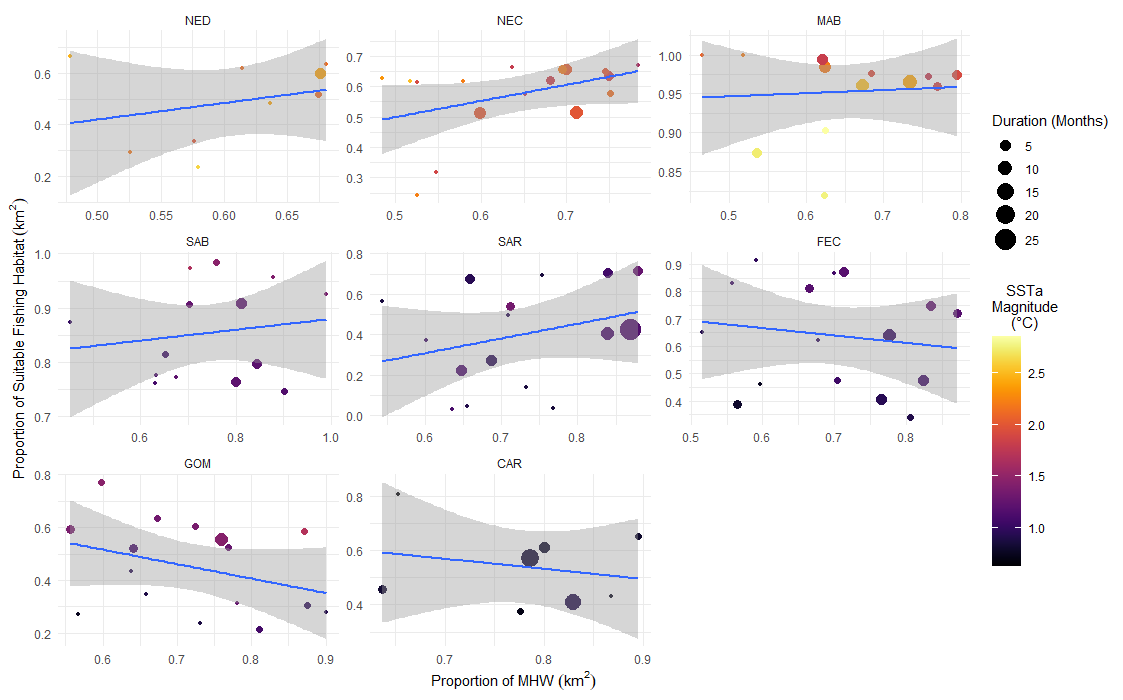 NED NEC MAB
0.6
0.4
0.2
0.50 0.55 0.60 0.65
0.7
0.6
0.5
0.4
0.3
0.5 0.6 0.7
1.00
0.95
0.90
0.85
0.5 0.6 0.7 0.8
SAB SAR FEC
1.0
0.9
0.8
0.7
0.6 0.8 1.0
0.8
0.6
0.4
0.2
0.0
0.6 0.7 0.8
0.9
0.8
0.7
0.6
0.5
0.4
0.5 0.6 0.7 0.8
GOM CAR
0.8
0.6
0.4
0.2
0.6 0.7 0.8 0.9
0.8
0.6
0.4
0.7 0.8 0.9
Proportion of Suitable Fishing Habitat (km²)
Proportion of MHW (km²)
Duration (Months)
5
10
15
20
25
SSTa
Magnitude
(°C)
2.5
2.0
1.5
1.0